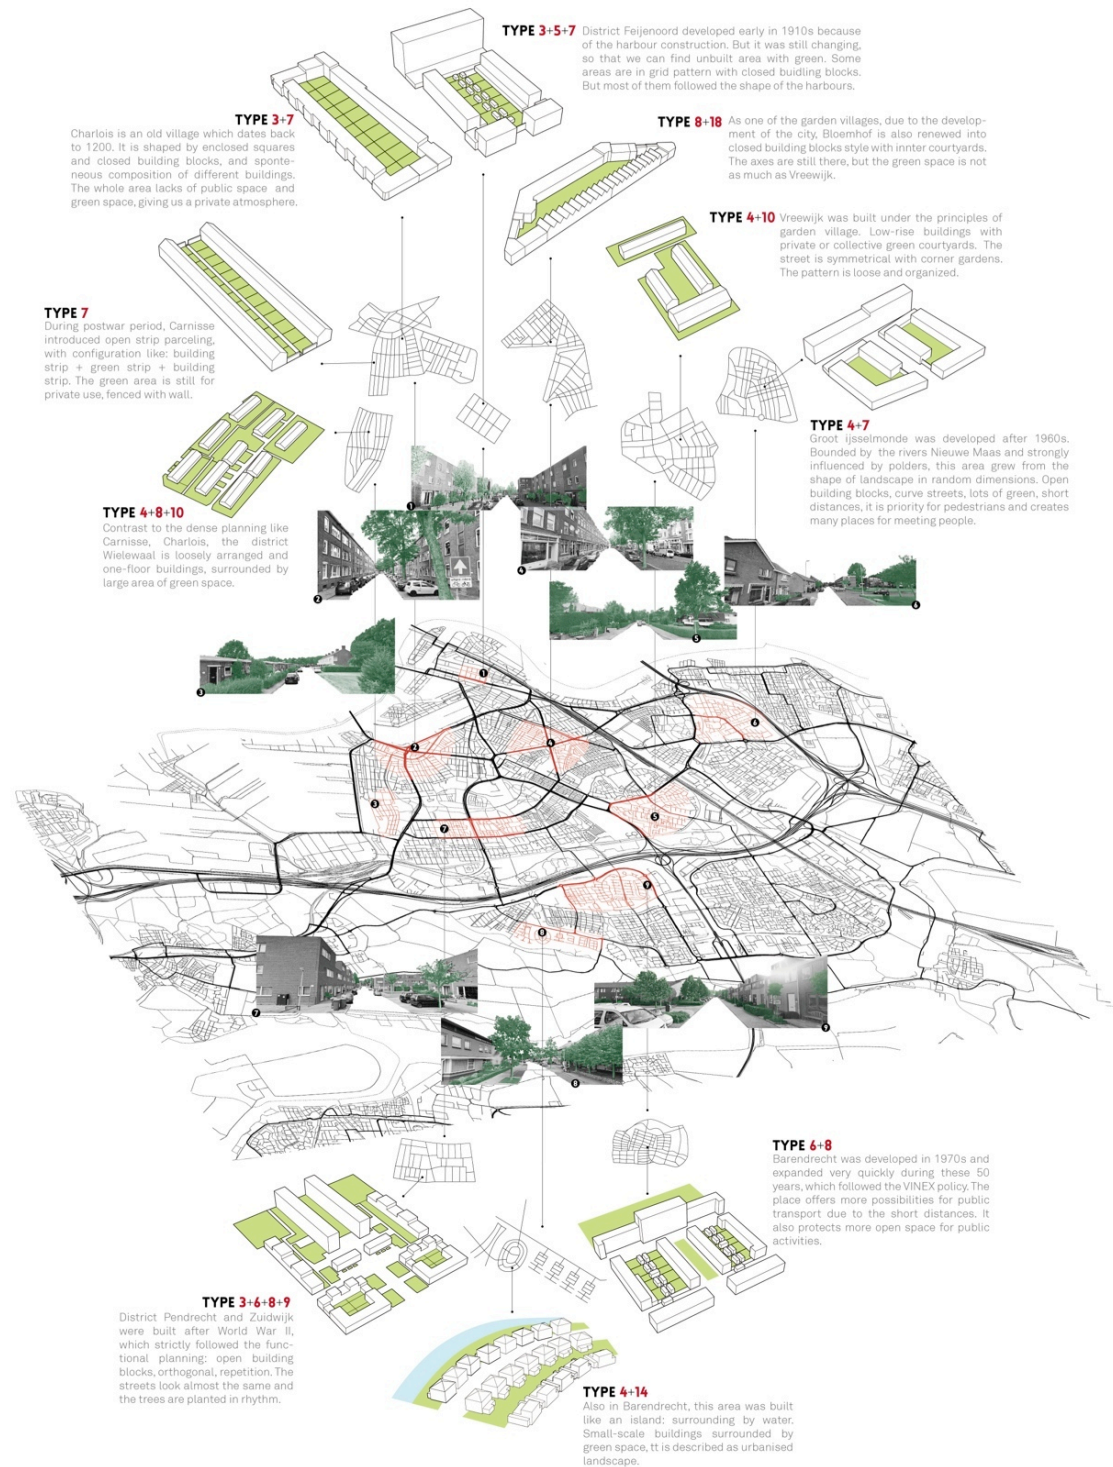 TYPE 3+5+7
District Feijenoord developed early in 1910s because
of the harbour construction. But it was still changing,
so that we can find unbuilt area with green. Some
areas are in grid pattern with closed buidling blocks.
But most of them followed the shape of the harbours.
TYPE 3+7
Charlois is an old village which dates back
to 1200. It is shaped by enclosed squares
and closed building blocks, and sponte-
neous composition of different buildings.
The whole area lacks of public space and
green space, giving us a private atmosphere.
TYPE 8+18
As one of the garden villages, due to the develop-
ment of the city, Bloemhof is also renewed into
closed building blocks style with innter courtyards.
The axes are still there, but the green space is not
as much as Vreewijk.
TYPE 4+10
Vreewijk was built under the principles of
garden village. Low-rise buildings with
private or collective green courtyards. The
street is symmetrical with corner gardens.
The pattern is loose and organized.
TYPE 7
During postwar period, Carnisse
introduced open strip parceling,
with configuration like: building
strip + green strip + building
strip. The green area is still for
private use, fenced with wall.
TYPE 4+7
Groot ijsselmonde was developed after 1960s.
Bounded by the rivers Nieuwe Maas and strongly
influenced by polders, this area grew from the
shape of landscape in random dimensions. Open
building blocks, curve streets, lots of green, short
distances, it is priority for pedestrians and creates
many places for meeting people.
TYPE 4+8+10
Contrast to the dense planning like
Carnisse, Charlois, the district
Wielewaal is loosely arranged and
one-floor buildings, surrounded by
large area of green space.
1
2
4
5
6
3
1
2
4
6
3
7
5
9
8
7
8
9
TYPE 6+8
Barendrecht was developed in 1970s and
expanded very quickly during these 50
years, which followed the VINEX policy. The
place offers more possibilities for public
transport due to the short distances. It
also protects more open space for public
activities.
TYPE 3+6+8+9
District Pendrecht and Zuidwijk
were built after World War II,
which strictly followed the func-
tional planning: open building
blocks, orthogonal, repetition. The
streets look almost the same and
the trees are planted in rhythm.
TYPE 4+14
Also in Barendrecht, this area was built
like an island: surrounding by water.
Small-scale buildings surrounded by
green space, tt is described as urbanised
landscape.